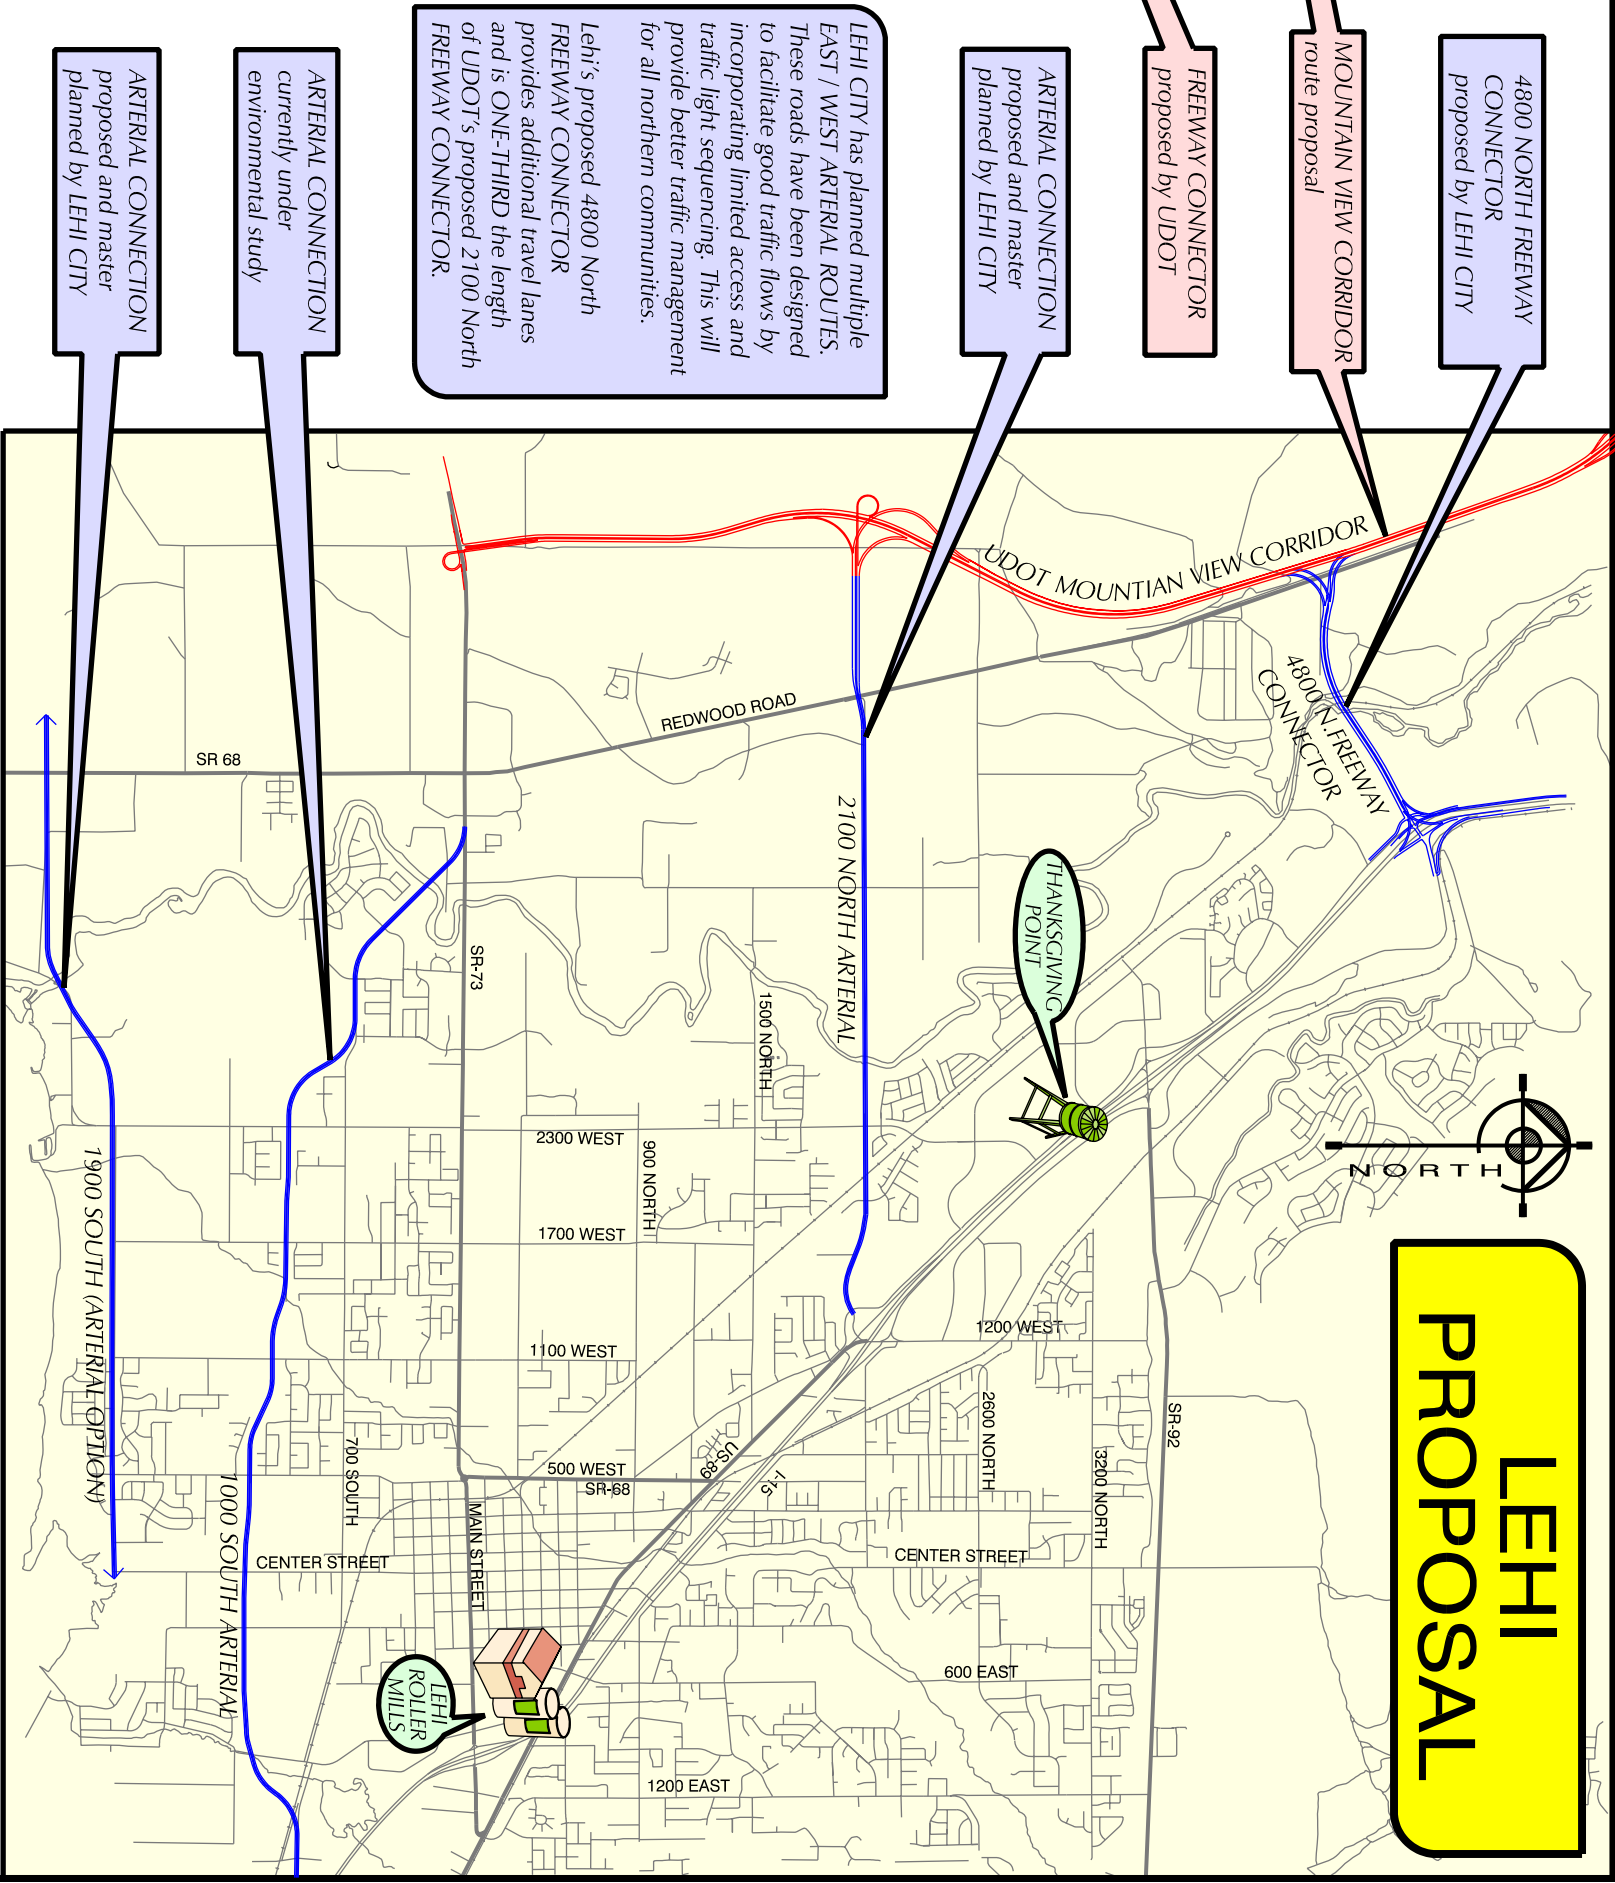 LEHI
PROPOSAL
4800 NORTH FREEWAY
CONNECTOR
proposed by LEHI CITY
MOUNTAIN VIEW CORRIDOR
route proposal
FREEWAY CONNECTOR
proposed by UDOT
ARTERIAL CONNECTION
proposed and master
planned by LEHI CITY
LEHI CITY has planned multiple
EAST / WEST ARTERIAL ROUTES.
These roads have been designed
to facilitate good traffic flows by
incorporating limited access and
traffic light sequencing. This will
provide better traffic management
for all northern communities.
Lehi's proposed 4800 North
FREEWAY CONNECTOR
provides additional travel lanes
and is ONE-THIRD the length
of UDOT's proposed 2100 North
FREEWAY CONNECTOR.
ARTERIAL CONNECTION
currently under
environmental study
ARTERIAL CONNECTION
proposed and master
planned by LEHI CITY
UDOT MOUNTIAN VIEW CORRIDOR
4800 N.FREEWAY
CONNECTOR
REDWOOD ROAD
SR 68
2100 NORTH ARTERIAL
THANKSGIVING
POINT
SR-73
1500 NORTH
NORTH
2300 WEST
900 NORTH
1700 WEST
1900 SOUTH (ARTERIAL OPTION)
1200 WEST
1100 WEST
2600 NORTH
SR-92
3200 NORTH
700 SOUTH
500 WEST
SR-68
US-89
I-15
1000 SOUTH ARTERIAL
MAIN STREET
CENTER STREET
CENTER STREET
600 EAST
LEHI
ROLLER
MILLS
1200 EAST